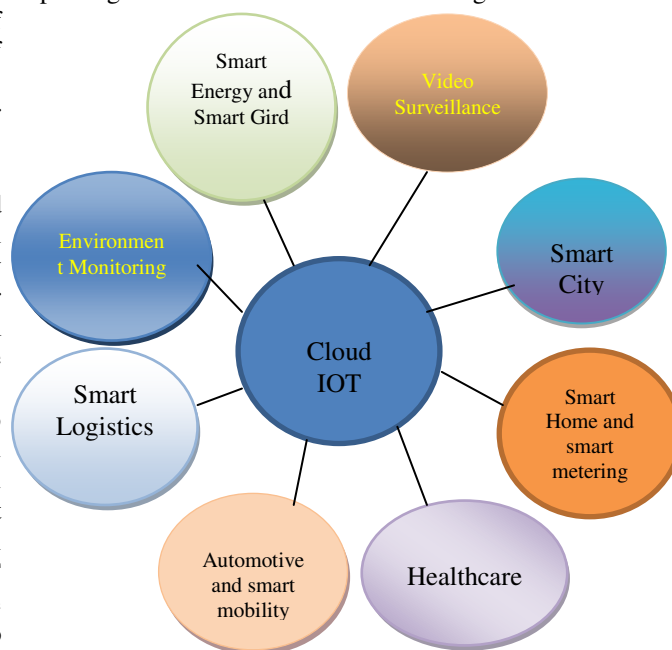 Smart
Energy and
Smart Gird
Video
Surveillance
Environmen
t Monitoring
Smart
City
Cloud
IOT
Smart
Logistics
Smart
Home and
smart
metering
Automotive
and smart
mobility
Healthcare